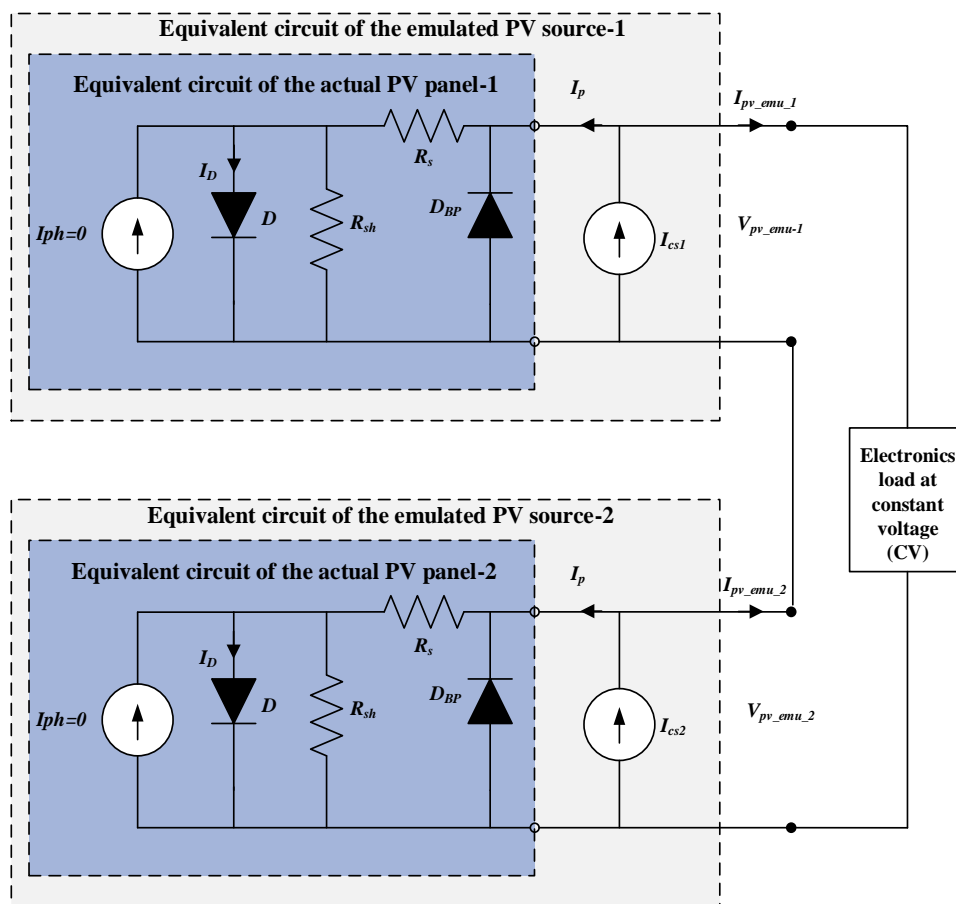 Equivalent circuit of the emulated PV source-1
Equivalent circuit of the actual PV panel-1
I_p
I_pv_emu_1
R_s
I_D
D
R_sh
D_BP
Iph=0
I_cs1
V_pv_emu-1
Electronics
load at
constant
voltage
(CV)
Equivalent circuit of the emulated PV source-2
Equivalent circuit of the actual PV panel-2
I_p
I_pv_emu_2
R_s
I_D
D
R_sh
D_BP
Iph=0
I_cs2
V_pv_emu_2